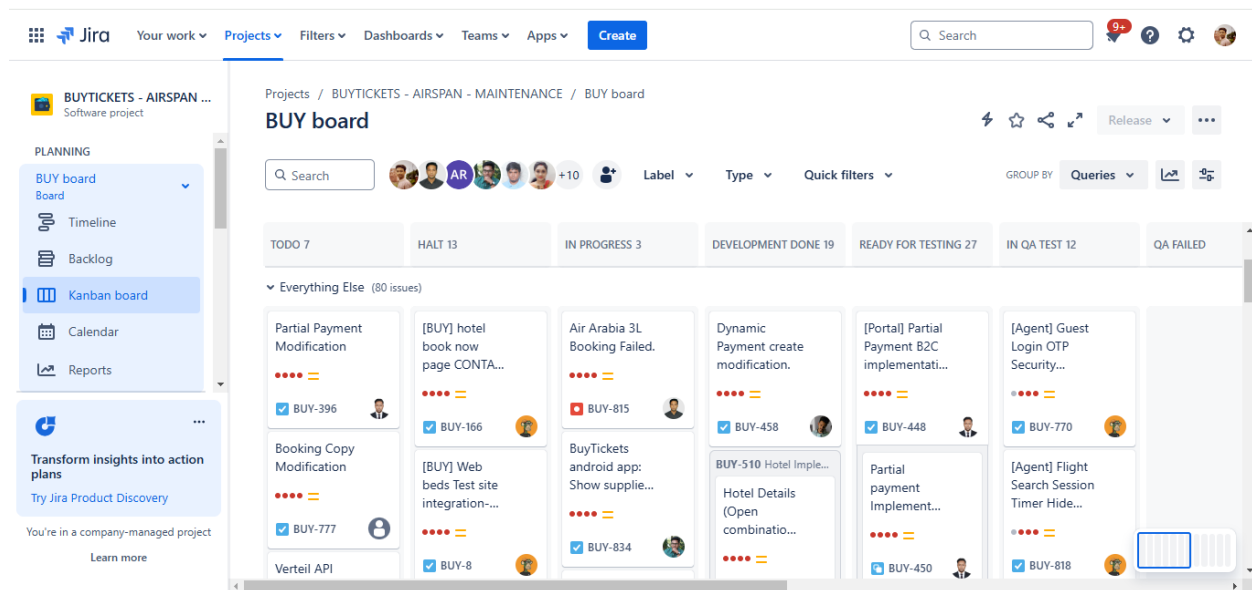 Jira
Your work
Projects
Filters
Dashboards
Teams
Apps
Create
Search
9+
BUYTICKETS - AIRSPAN ...
Software project
PLANNING
BUY board
Board
Timeline
Backlog
Kanban board
Calendar
Reports
Transform insights into action
plans
Try Jira Product Discovery
You're in a company-managed project
Learn more
Projects / BUYTICKETS - AIRSPAN - MAINTENANCE / BUY board
BUY board
Release
Search
AR
+10
Label
Type
Quick filters
GROUP BY
Queries
TODO 7
HALT 13
IN PROGRESS 3
DEVELOPMENT DONE 19
READY FOR TESTING 27
IN QA TEST 12
QA FAILED
Everything Else (80 issues)
Partial Payment
Modification
BUY-396
Booking Copy
Modification
BUY-777
Verteil API
[BUY] hotel
book now
page CONTA...
BUY-166
[BUY] Web
beds Test site
integration-...
BUY-8
Air Arabia 3L
Booking Failed.
BUY-815
BuyTickets
android app:
Show supplie...
BUY-834
Dynamic
Payment create
modification.
BUY-458
BUY-510 Hotel Imple...
Hotel Details
(Open
combinatio...
[Portal] Partial
Payment B2C
implementati...
BUY-448
Partial
payment
Implement...
BUY-450
[Agent] Guest
Login OTP
Security...
BUY-770
[Agent] Flight
Search Session
Timer Hide...
BUY-818